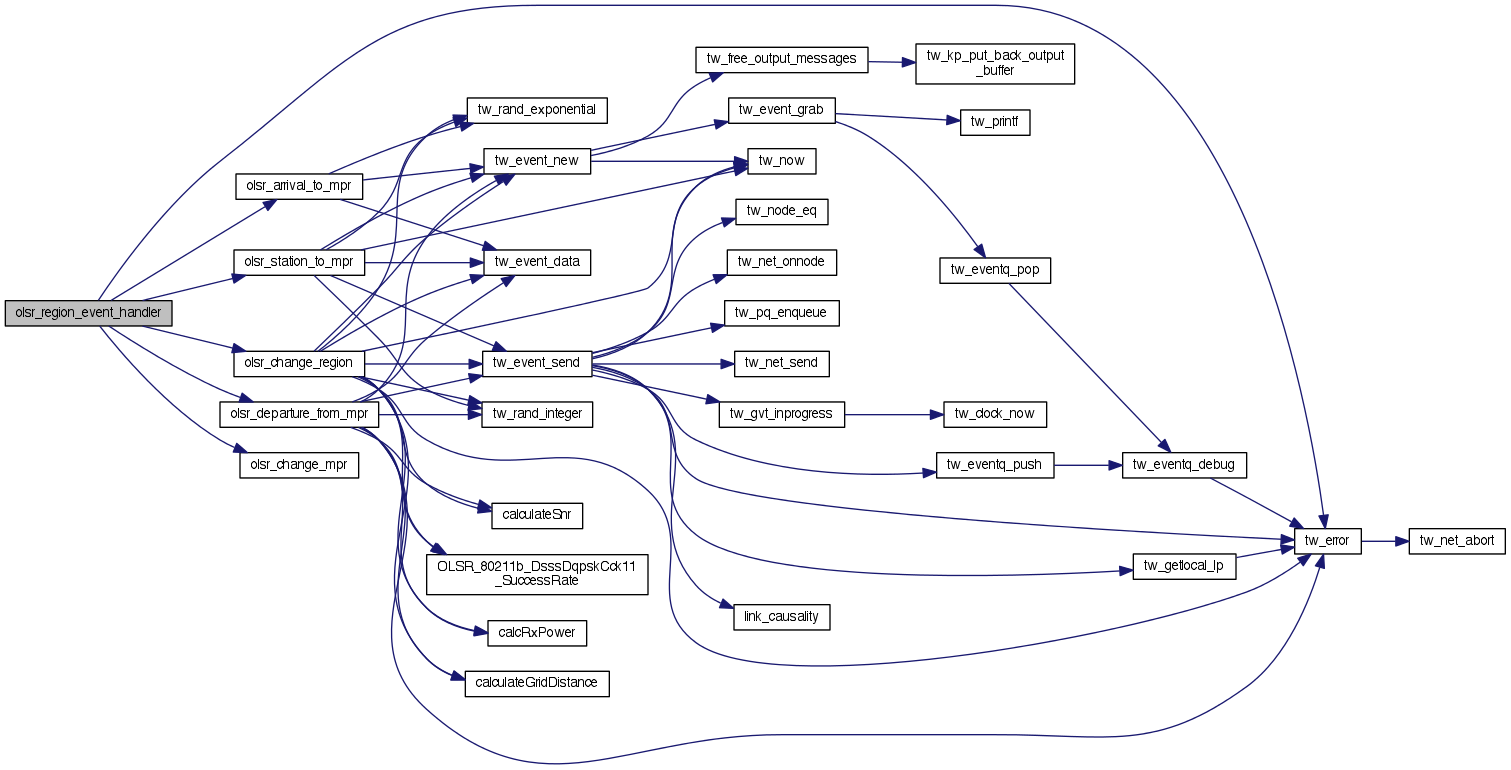 tw_free_output_messages
tw_kp_put_back_output
_buffer
tw_rand_exponential
tw_event_grab
tw_printf
tw_event_new
tw_now
olsr_arrival_to_mpr
tw_node_eq
olsr_station_to_mpr
tw_event_data
tw_net_onnode
tw_eventq_pop
olsr_region_event_handler
tw_pq_enqueue
olsr_change_region
tw_event_send
tw_net_send
olsr_departure_from_mpr
tw_rand_integer
tw_gvt_inprogress
tw_clock_now
olsr_change_mpr
tw_eventq_push
tw_eventq_debug
calculateSnr
tw_error
tw_net_abort
OLSR_80211b_DsssDqpskCck11
_SuccessRate
tw_getlocal_lp
link_causality
calcRxPower
calculateGridDistance